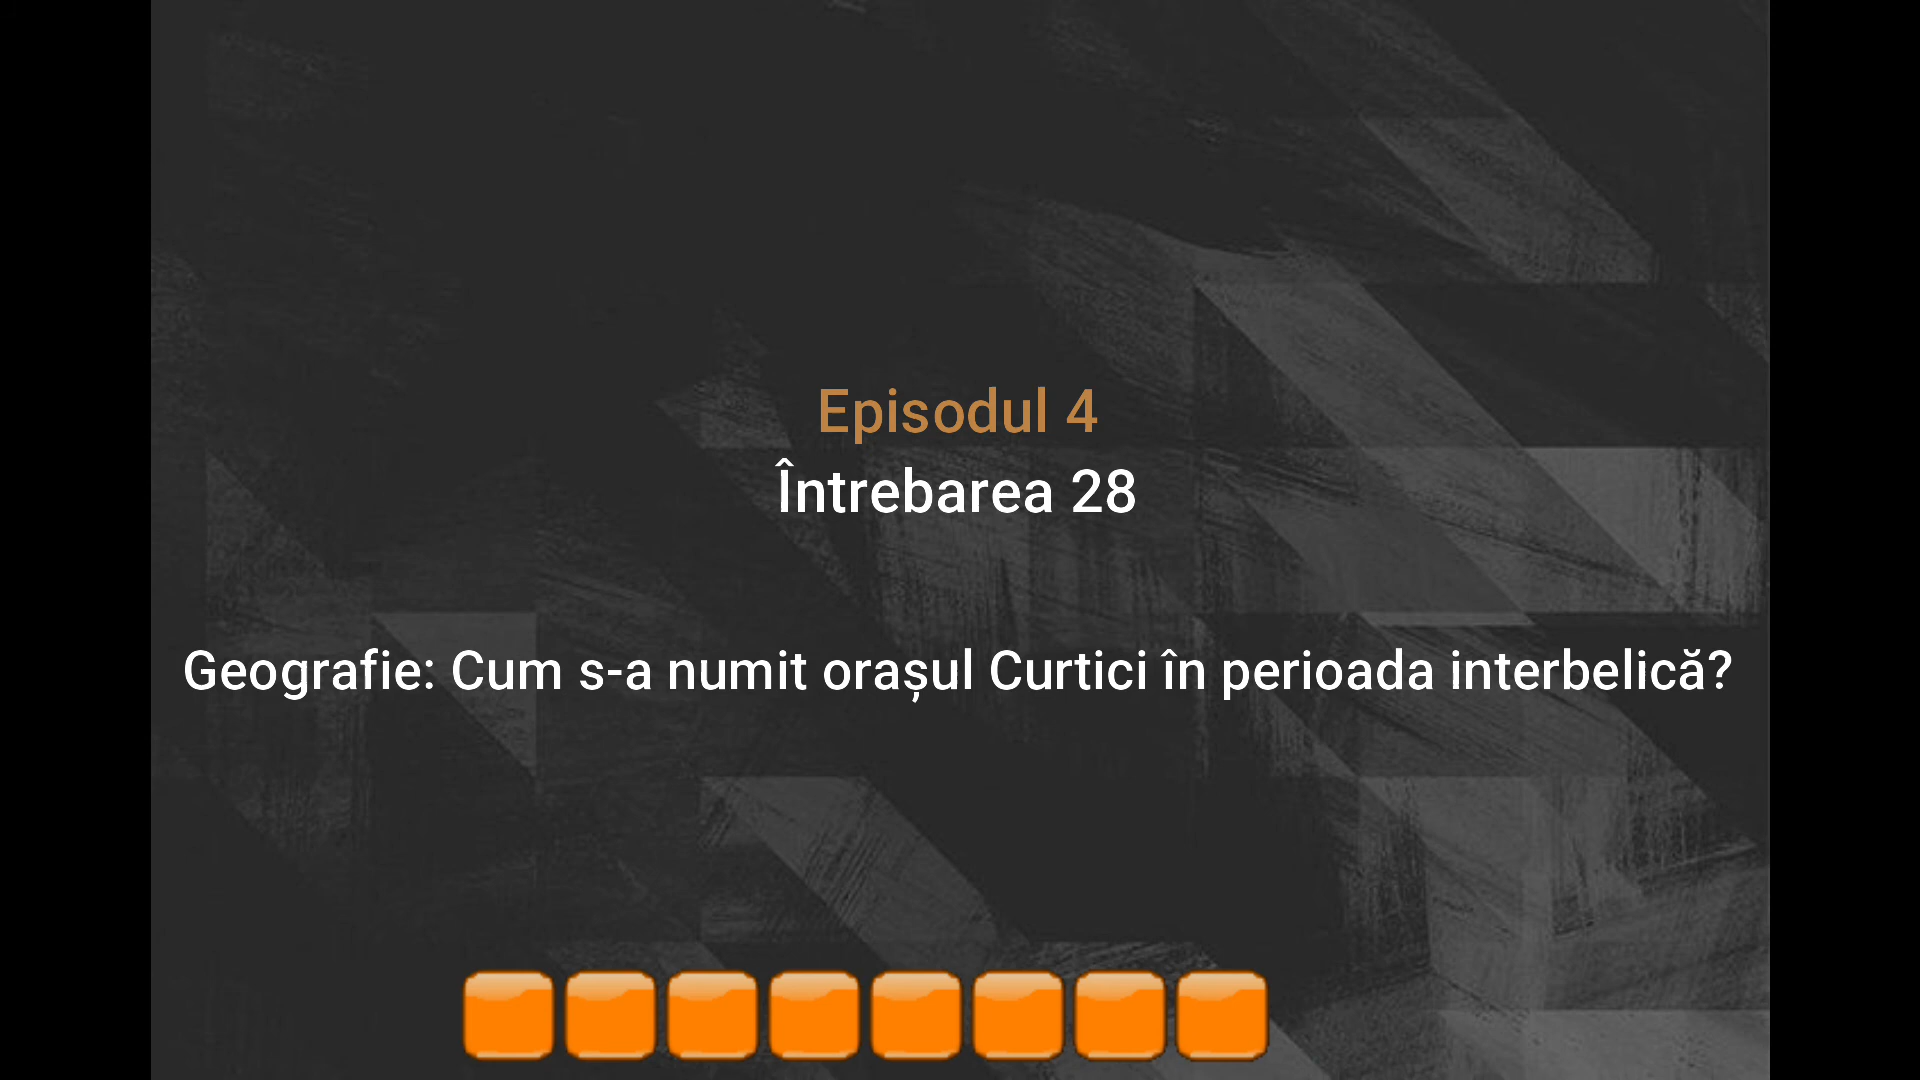 Episodul 4
Întrebarea 28
Geografie: Cum s-a numit orașul Curtici în perioada interbelică?